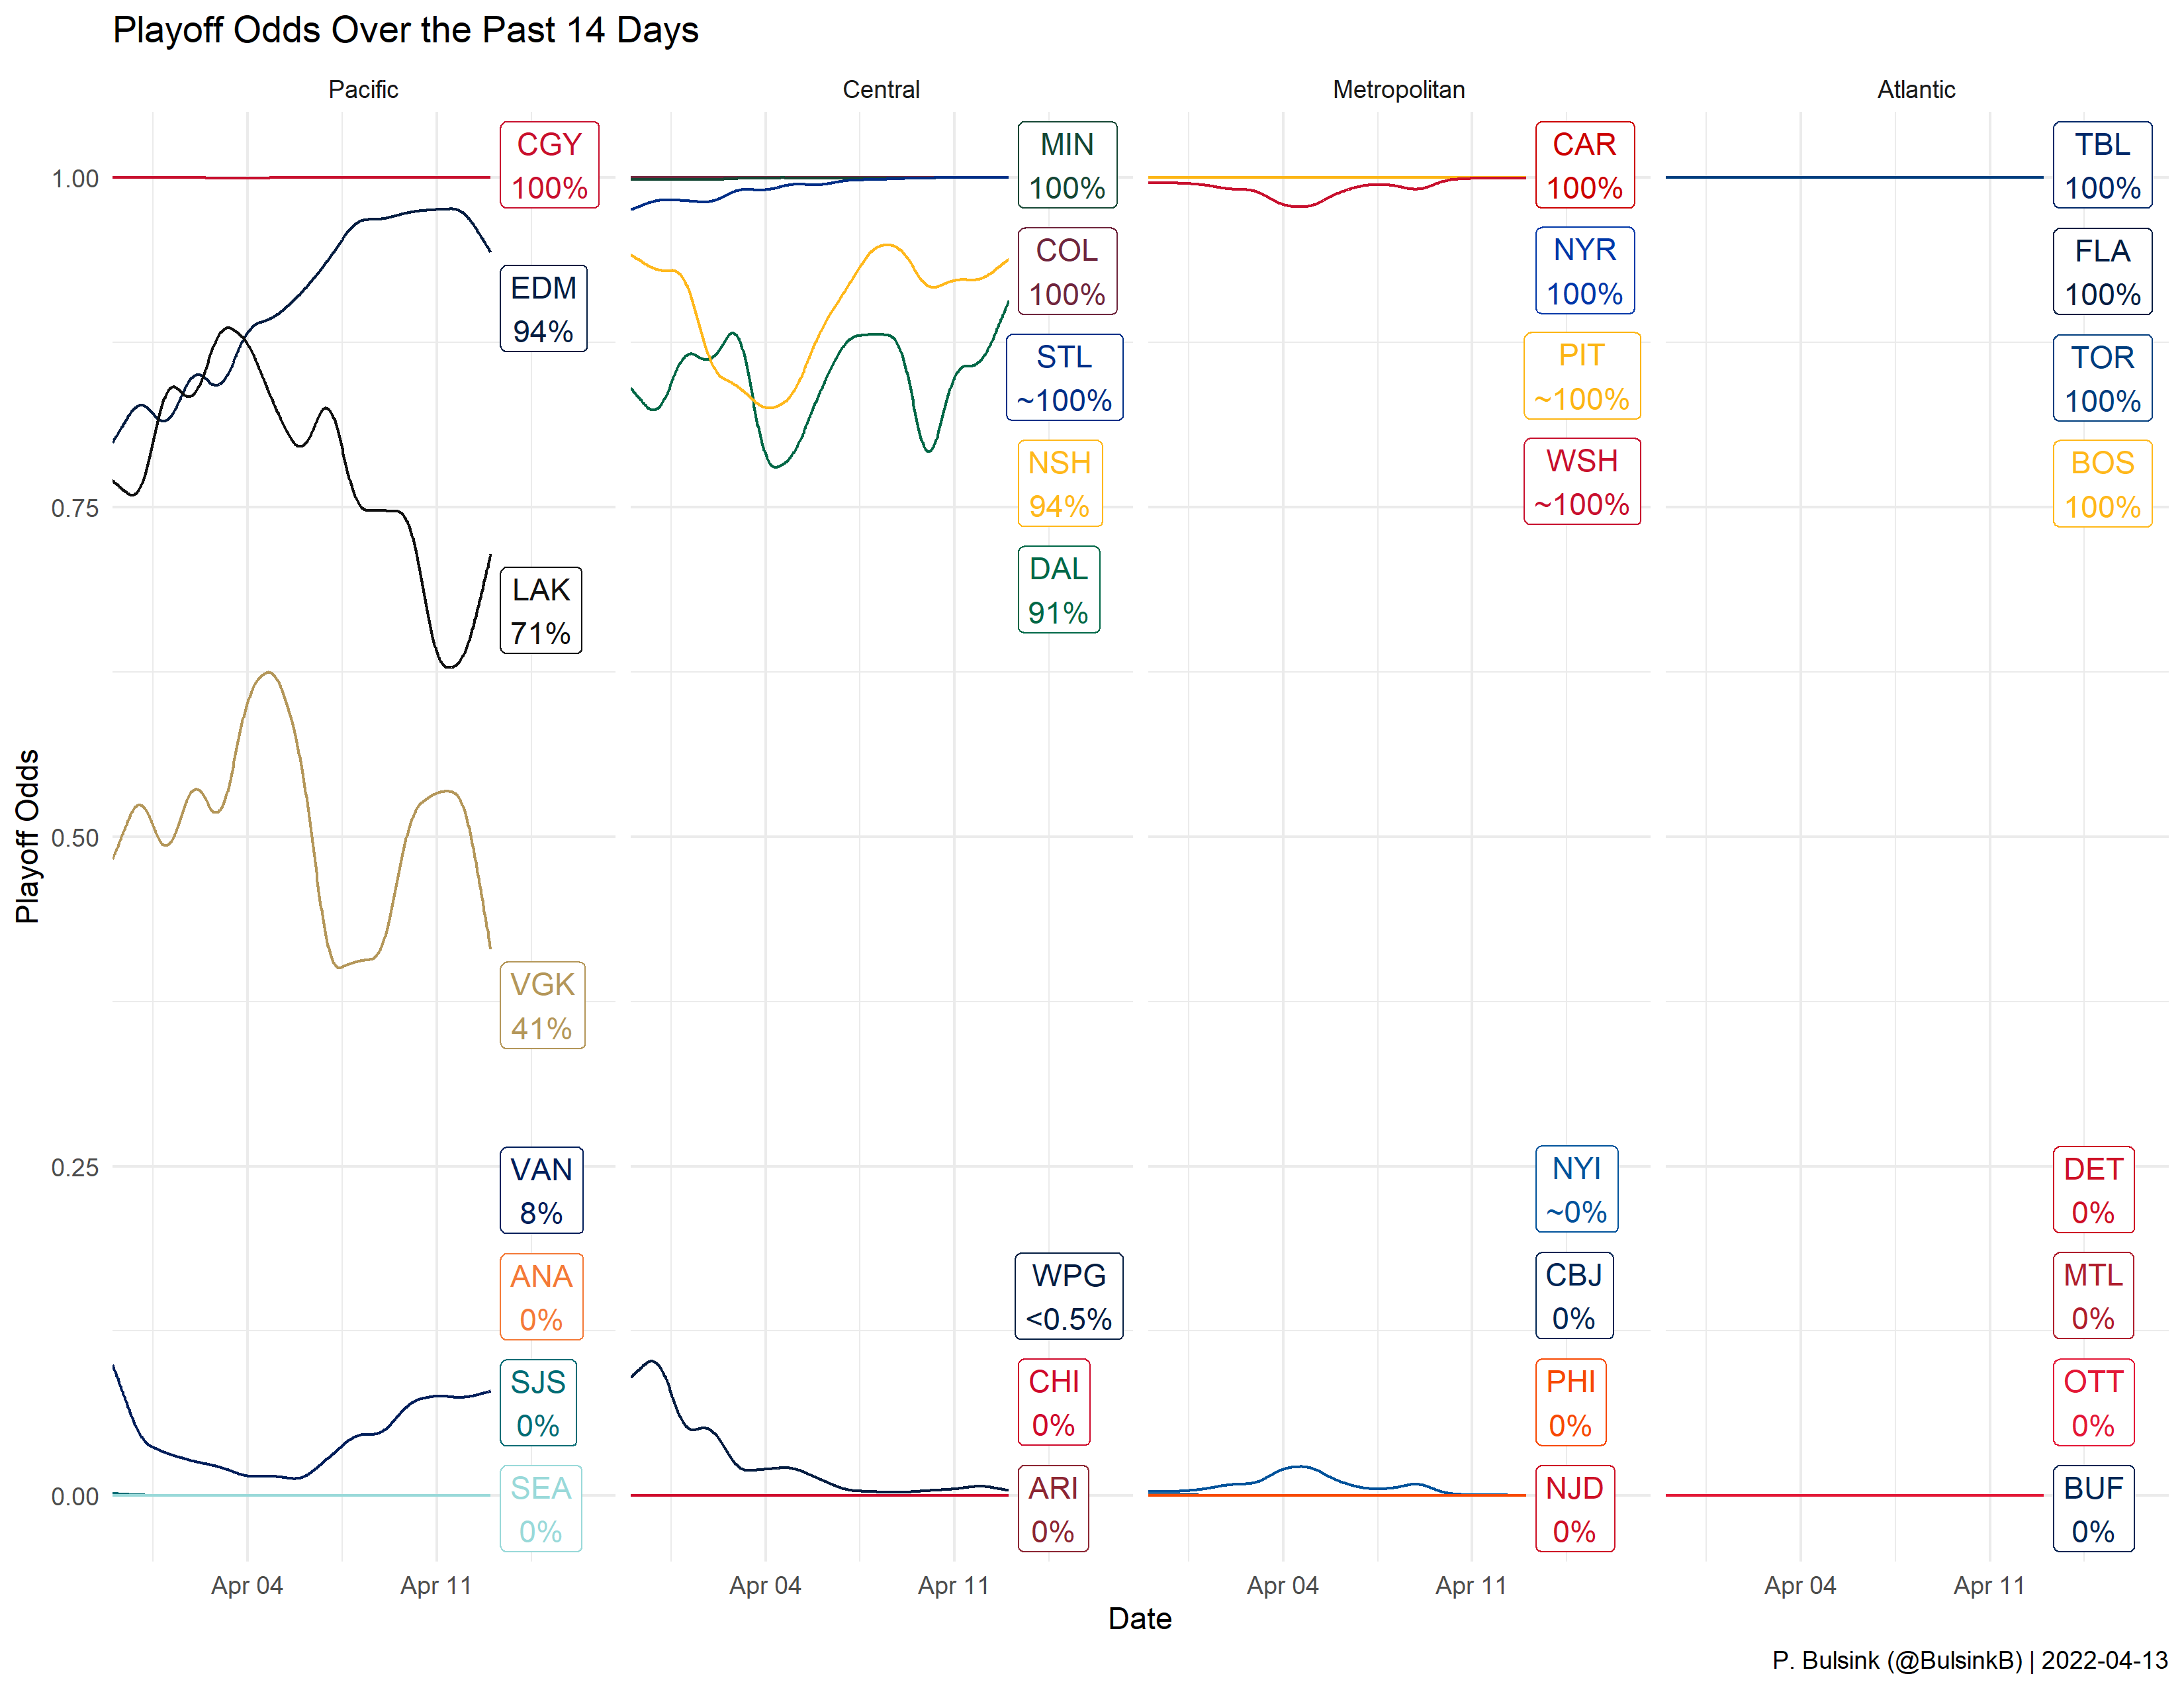 Playoff Odds Over the Past 14 Days
Pacific
Central
Metropolitan
Atlantic
Playoff Odds
1.00
0.75
0.50
0.25
0.00
CGY
100%
EDM
94%
LAK
71%
VGK
41%
VAN
8%
ANA
0%
SJS
0%
SEA
0%
MIN
100%
COL
100%
STL
~100%
NSH
94%
DAL
91%
WPG
<0.5%
CHI
0%
ARI
0%
CAR
100%
NYR
100%
PIT
~100%
WSH
~100%
NYI
~0%
CBJ
0%
PHI
0%
NJD
0%
TBL
100%
FLA
100%
TOR
100%
BOS
100%
DET
0%
MTL
0%
OTT
0%
BUF
0%
Apr 04
Apr 11
Apr 04
Apr 11
Apr 04
Apr 11
Apr 04
Apr 11
Date
P. Bulsink (@BulsinkB) | 2022-04-13